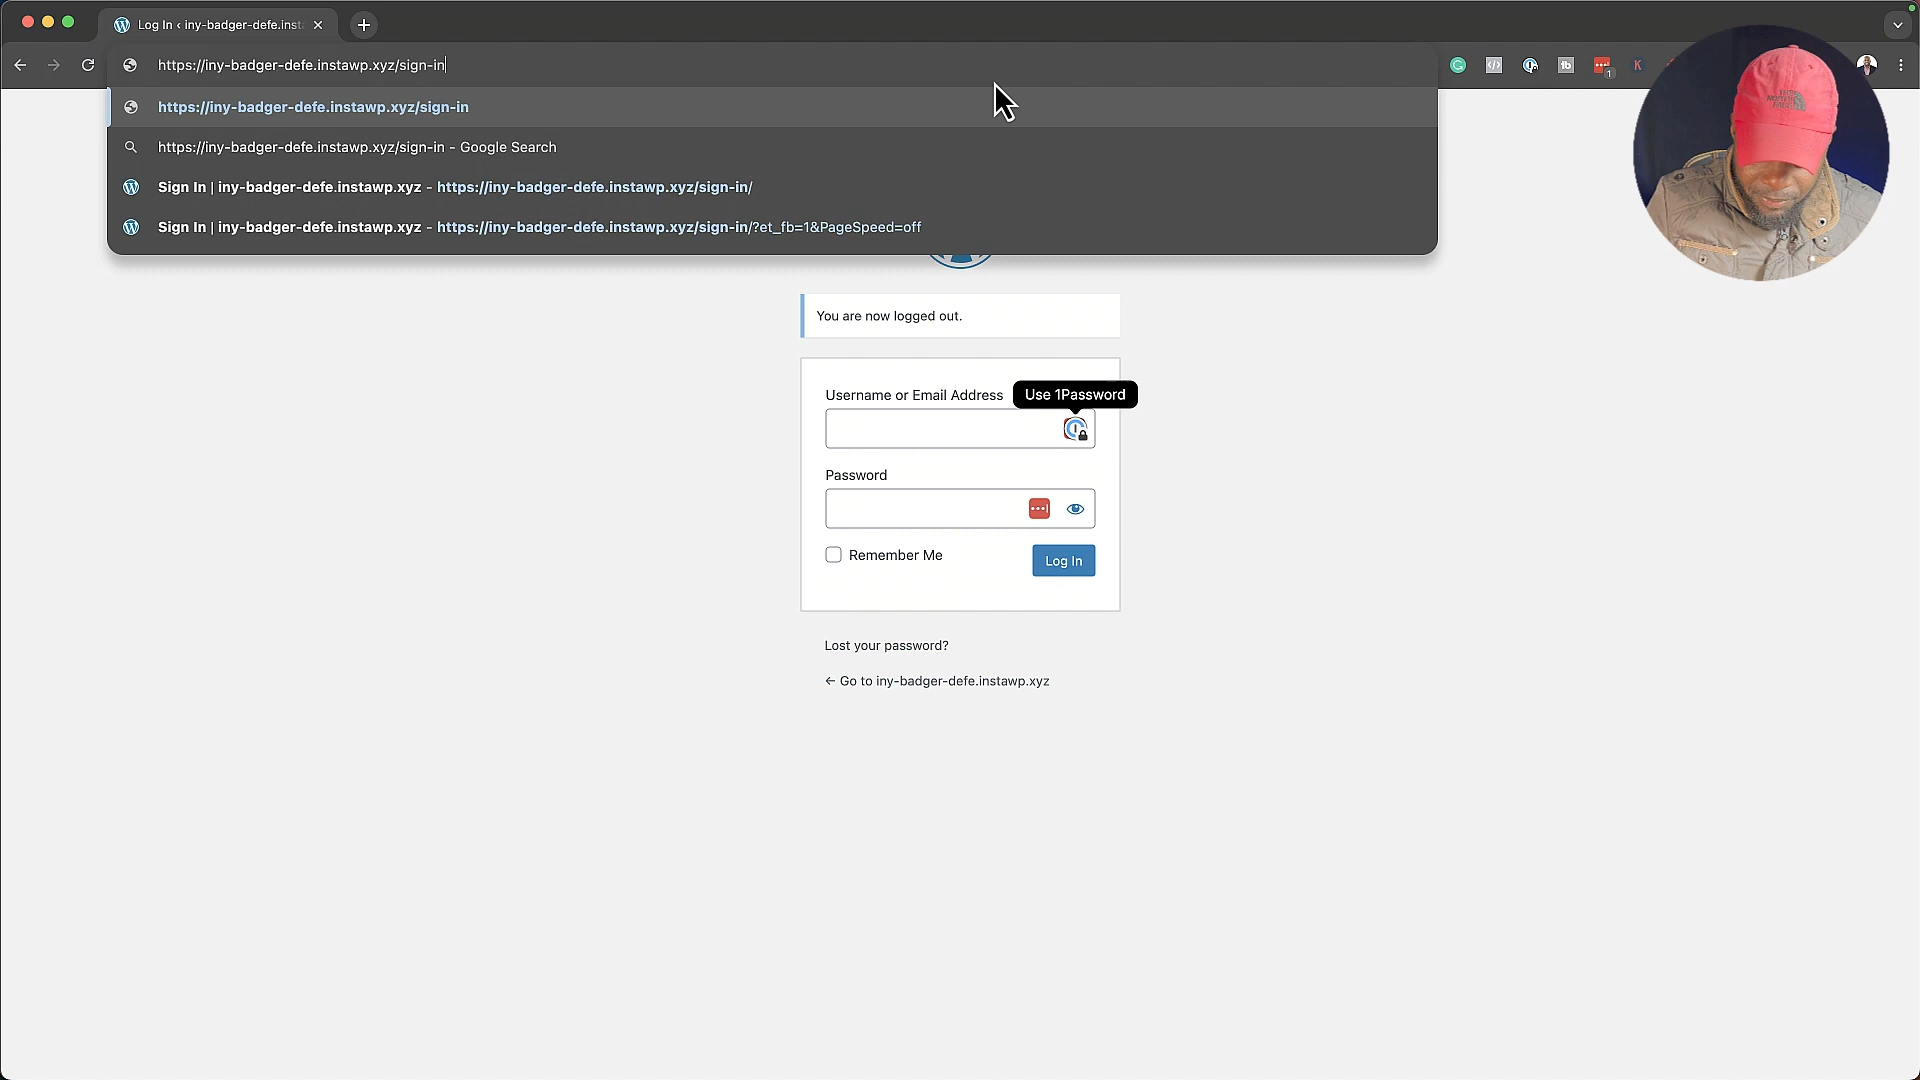 Log In ‹ iny-badger-defe.inst
https://iny-badger-defe.instawp.xyz/sign-in
https://iny-badger-defe.instawp.xyz/sign-in
https://iny-badger-defe.instawp.xyz/sign-in - Google Search
Sign In | iny-badger-defe.instawp.xyz - https://iny-badger-defe.instawp.xyz/sign-in/
Sign In | iny-badger-defe.instawp.xyz - https://iny-badger-defe.instawp.xyz/sign-in/?et_fb=1&PageSpeed=off
THE NORTH FACE
You are now logged out.
Username or Email Address
Use 1Password
Password
Remember Me
Log In
Lost your password?
← Go to iny-badger-defe.instawp.xyz